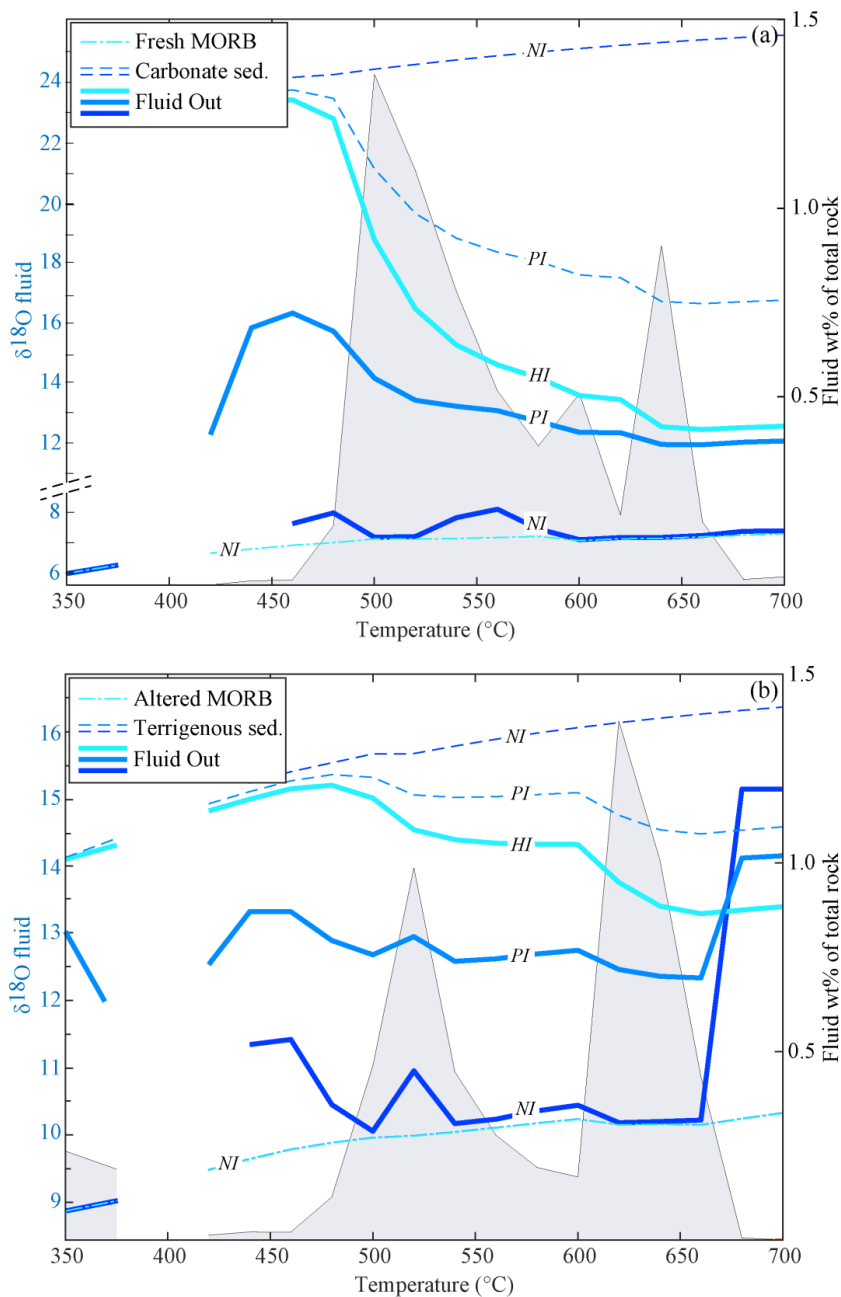 (a)
Fresh MORB
Carbonate sed.
Fluid Out
NI
PI
HI
PI
NI
NI
24
22
20
18
16
14
12
8
6
δ18O fluid
1.5
1.0
0.5
Fluid wt% of total rock
350 400 450 500 550 600 650 700
Temperature (°C)
(b)
Altered MORB
Terrigenous sed.
Fluid Out
NI
PI
HI
PI
NI
NI
16
15
14
13
12
11
10
9
δ18O fluid
1.5
1.0
0.5
Fluid wt% of total rock
350 400 450 500 550 600 650 700
Temperature (°C)